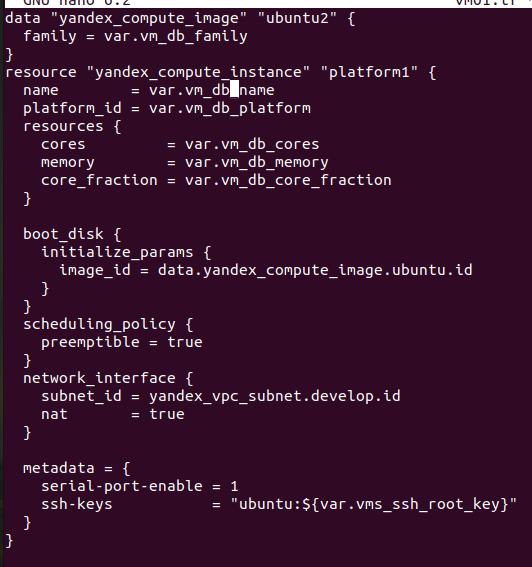 GNU nano 6.2 vm01.tf *
data "yandex_compute_image" "ubuntu2" {
  family = var.vm_db_family
}
resource "yandex_compute_instance" "platform1" {
  name        = var.vm_db_name
  platform_id = var.vm_db_platform
  resources {
    cores         = var.vm_db_cores
    memory        = var.vm_db_memory
    core_fraction = var.vm_db_core_fraction
  }

  boot_disk {
    initialize_params {
      image_id = data.yandex_compute_image.ubuntu.id
    }
  }
  scheduling_policy {
    preemptible = true
  }
  network_interface {
    subnet_id = yandex_vpc_subnet.develop.id
    nat       = true
  }

  metadata = {
    serial-port-enable = 1
    ssh-keys           = "ubuntu:${var.vms_ssh_root_key}"
  }
}